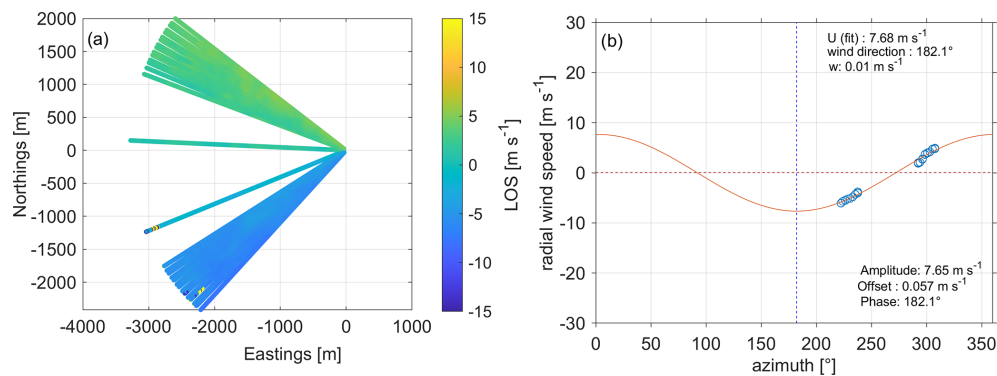 (a)
2000
1500
1000
500
0
-500
-1000
-1500
-2000
-4000 -3000 -2000 -1000 0 1000
Northings [m]
Eastings [m]
15
10
5
0
-5
-10
-15
LOS [m s-1]
(b)
U (fit) : 7.68 m s-1
wind direction : 182.1°
w: 0.01 m s-1
30
20
10
0
-10
-20
-30
radial wind speed [m s-1]
Amplitude: 7.65 m s-1
Offset : 0.057 m s-1
Phase: 182.1°
0 50 100 150 200 250 300 350
azimuth [°]